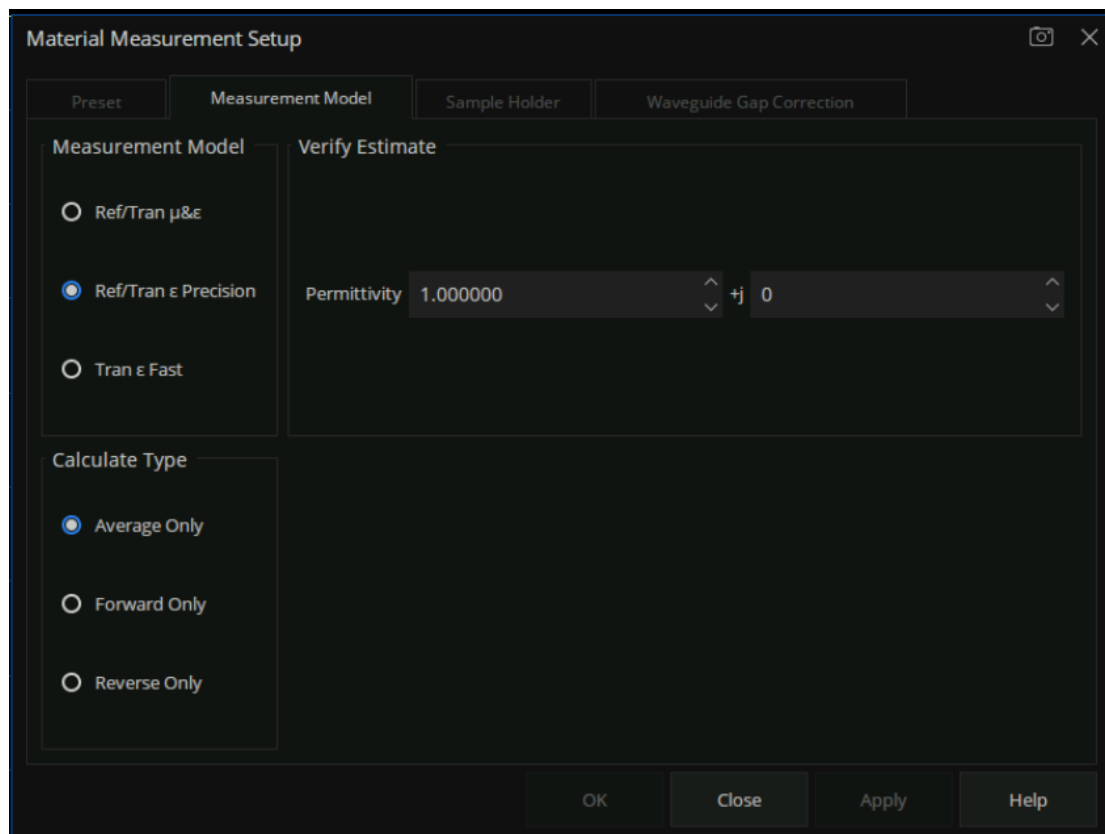 Material Measurement Setup
Preset
Measurement Model
Sample Holder
Waveguide Gap Correction
Measurement Model
Verify Estimate
Ref/Tran μ&ε
Ref/Tran ε Precision
Permittivity 1.000000 +j 0
Tran ε Fast
Calculate Type
Average Only
Forward Only
Reverse Only
OK
Close
Apply
Help